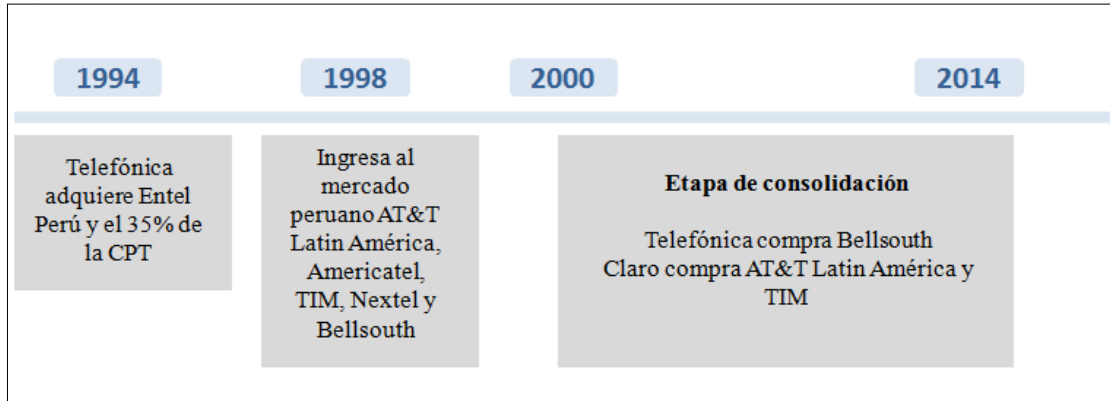 1994
1998
2000
2014
Telefónica
adquiere Entel
Perú y el 35% de
la CPT
Ingresa al
mercado
peruano AT&T
Latin América,
Americatel,
TIM, Nextel y
Bellsouth
Etapa de consolidación
Telefónica compra Bellsouth
Claro compra AT&T Latin América y
TIM